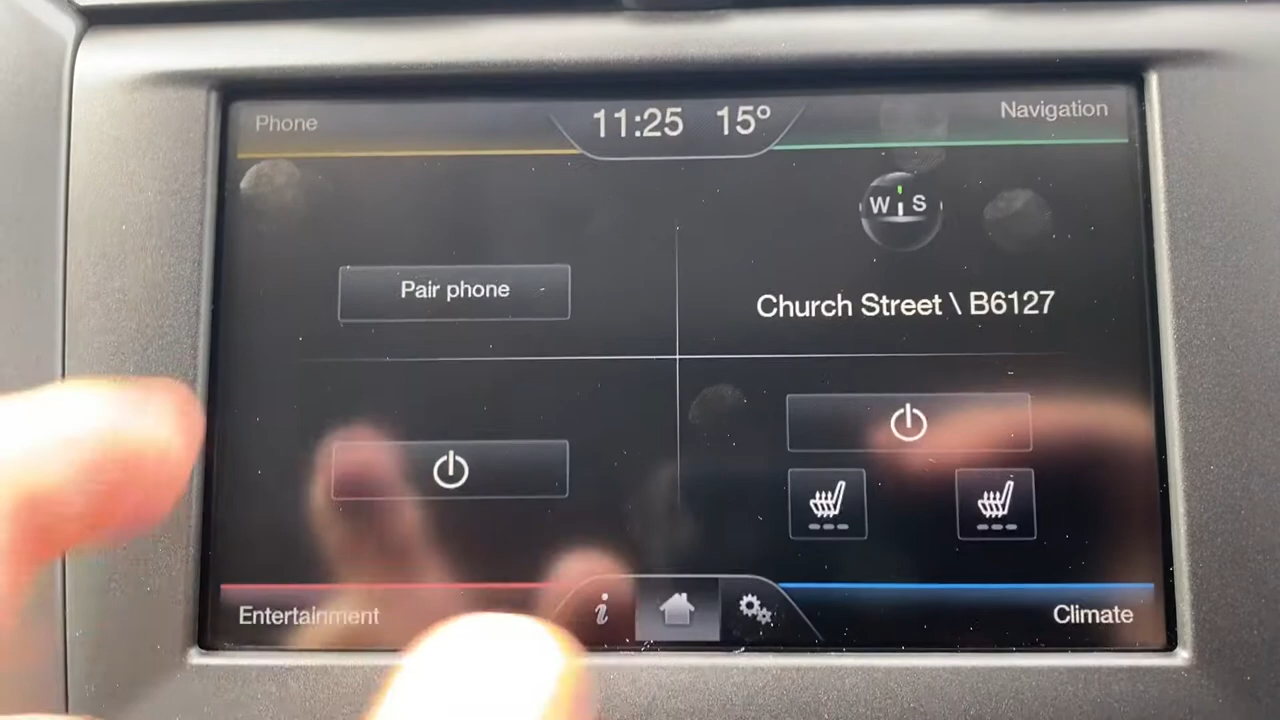 Phone
11:25 15°
Navigation
W S
Pair phone
Church Street \ B6127
Entertainment
i
Climate